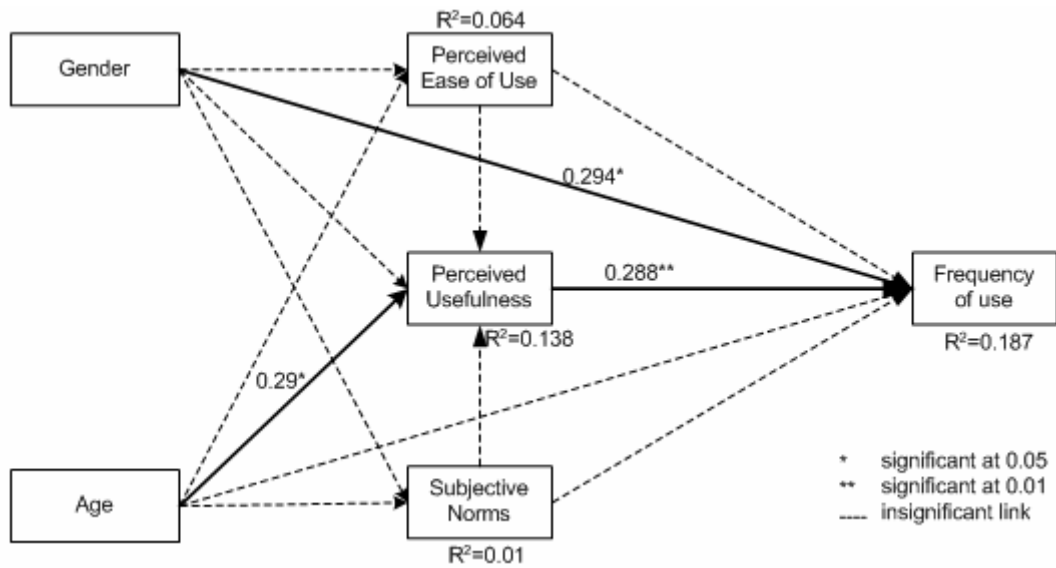 R²=0.064
Gender
Perceived
Ease of Use
0.294*
Perceived
Usefulness
0.288**
Frequency
of use
R²=0.138
R²=0.187
0.29*
Age
Subjective
Norms
R²=0.01
* significant at 0.05
** significant at 0.01
---- insignificant link